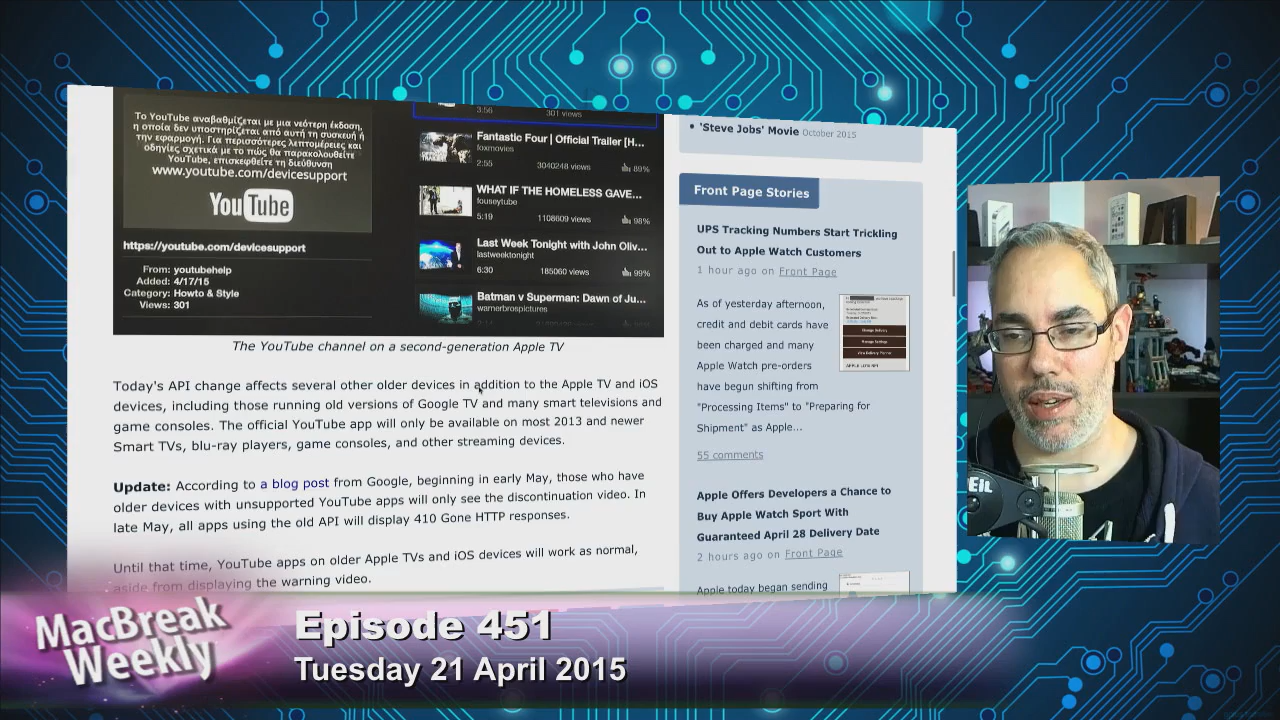 Το YouTube αναβαθμίζεται με μια νεότερη έκδοση,
η οποία δεν υποστηρίζεται από αυτή τη συσκευή ή
την εφαρμογή. Για περισσότερες λεπτομέρειες και
οδηγίες σχετικά με το πώς θα παρακολουθείτε
YouTube, επισκεφθείτε τη διεύθυνση
www.youtube.com/devicesupport
YouTube
https://youtube.com/devicesupport
From: youtubehelp
Added: 4/17/15
Category: Howto & Style
Views: 301
3:56 301 views
Fantastic Four | Official Trailer [H...
foxmovies
2:55 3040248 views 89%
WHAT IF THE HOMELESS GAVE...
fouseytube
5:19 1108609 views 98%
Last Week Tonight with John Oliv...
lastweektonight
6:30 185060 views 99%
Batman v Superman: Dawn of Ju...
warnerbrospictures
The YouTube channel on a second-generation Apple TV
Today's API change affects several other older devices in addition to the Apple TV and iOS
devices, including those running old versions of Google TV and many smart televisions and
game consoles. The official YouTube app will only be available on most 2013 and newer
Smart TVs, blu-ray players, game consoles, and other streaming devices.
Update: According to a blog post from Google, beginning in early May, those who have
older devices with unsupported YouTube apps will only see the discontinuation video. In
late May, all apps using the old API will display 410 Gone HTTP responses.
Until that time, YouTube apps on older Apple TVs and iOS devices will work as normal,
aside from displaying the warning video.
• 'Steve Jobs' Movie October 2015
Front Page Stories
UPS Tracking Numbers Start Trickling
Out to Apple Watch Customers
1 hour ago on Front Page
As of yesterday afternoon,
credit and debit cards have
been charged and many
Apple Watch pre-orders
have begun shifting from
"Processing Items" to "Preparing for
Shipment" as Apple...
55 comments
Apple Offers Developers a Chance to
Buy Apple Watch Sport With
Guaranteed April 28 Delivery Date
2 hours ago on Front Page
Apple today began sending
MacBreak
Weekly
Episode 451
Tuesday 21 April 2015